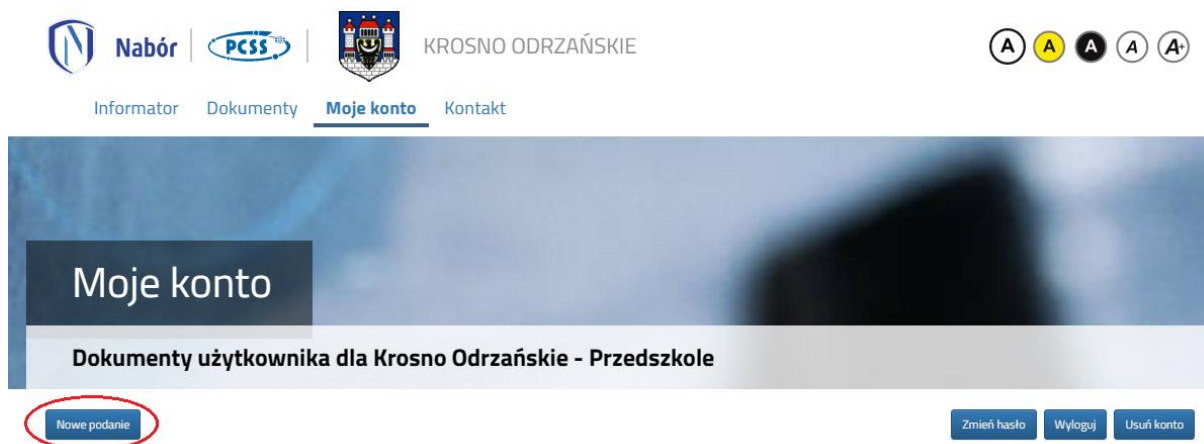 Nabór PCSS KROSNO ODRZAŃSKIE A A A A A+
Informator Dokumenty Moje konto Kontakt
Moje konto
Dokumenty użytkownika dla Krosno Odrzańskie - Przedszkole
Nowe podanie Zmień hasło Wyloguj Usuń konto